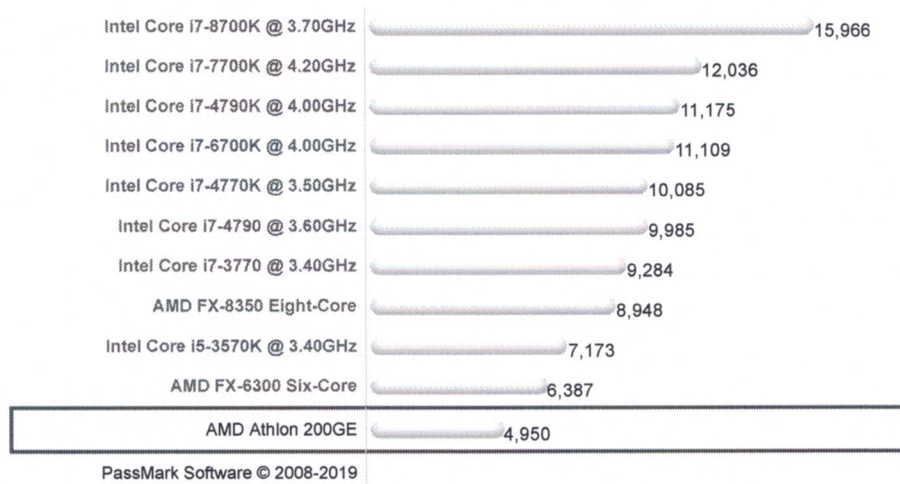 Intel Core i7-8700K @ 3.70GHz 15,966
Intel Core i7-7700K @ 4.20GHz 12,036
Intel Core i7-4790K @ 4.00GHz 11,175
Intel Core i7-6700K @ 4.00GHz 11,109
Intel Core i7-4770K @ 3.50GHz 10,085
Intel Core i7-4790 @ 3.60GHz 9,985
Intel Core i7-3770 @ 3.40GHz 9,284
AMD FX-8350 Eight-Core 8,948
Intel Core i5-3570K @ 3.40GHz 7,173
AMD FX-6300 Six-Core 6,387
AMD Athlon 200GE 4,950
PassMark Software © 2008-2019